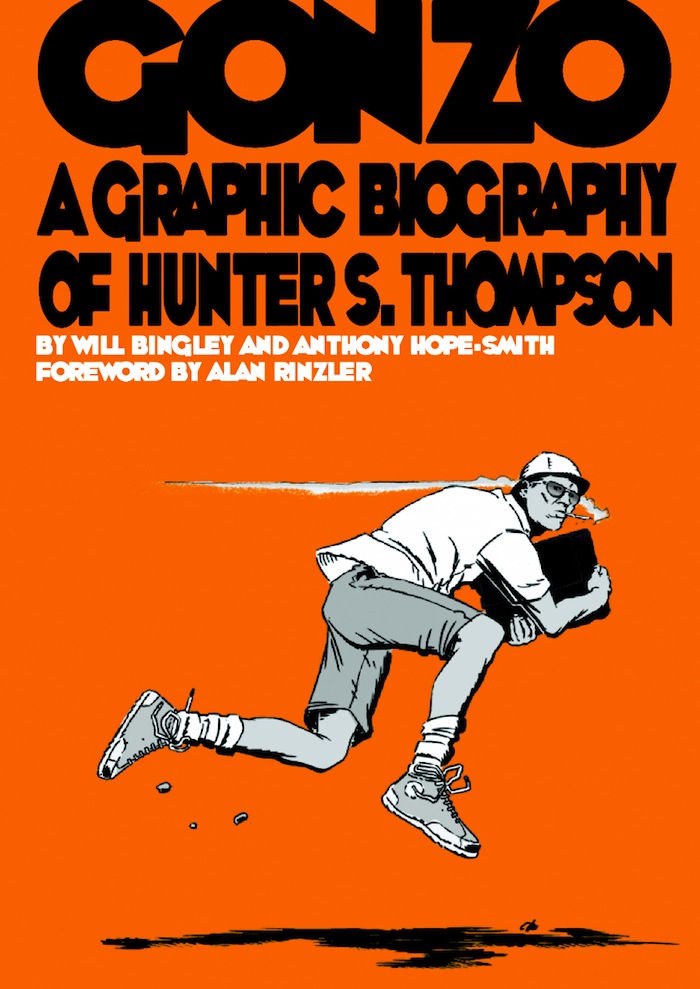 GONZO
A GRAPHIC BIOGRAPHY
OF HUNTER S. THOMPSON
BY WILL BINGLEY AND ANTHONY HOPE-SMITH
FOREWORD BY ALAN RINZLER